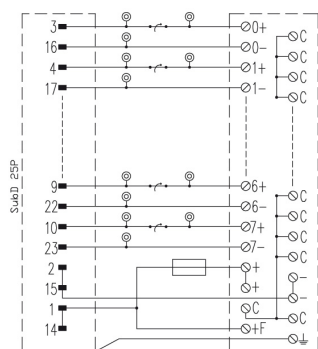 3 0+ C
16 0- C
4 1+ C
17 1- C
SubD 25P
9 6+ C
22 6- C
10 7+ C
23 7- C
2 + -
15 + -
1 C C
14 +F